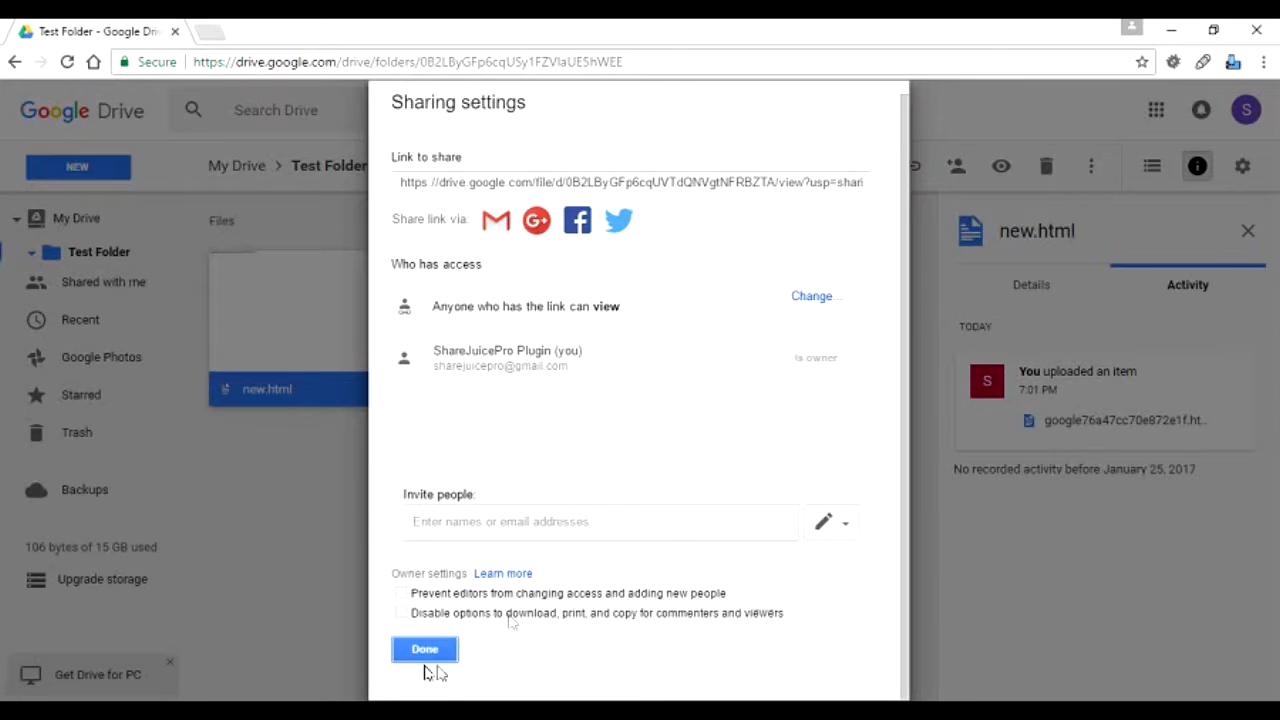 Test Folder - Google Dri
Secure
https://drive.google.com/drive/folders/0B2LByGFp6cqUSy1FZVlaUE5hWEE
Google Drive
Search Drive
S
NEW
My Drive > Test Folder
My Drive
Test Folder
Shared with me
Recent
Google Photos
Starred
Trash
Backups
106 bytes of 15 GB used
Upgrade storage
Get Drive for PC
Files
new.html
Sharing settings
Link to share
https://drive.google.com/file/d/0B2LByGFp6cqUVTdQNVgtNFRBZTA/view?usp=shari
Share link via:
Who has access
Anyone who has the link can view
Change...
ShareJuicePro Plugin (you)
sharejuicepro@gmail.com
Is owner
Invite people:
Enter names or email addresses
Owner settings Learn more
Prevent editors from changing access and adding new people
Disable options to download, print, and copy for commenters and viewers
Done
new.html
Details
Activity
TODAY
S
You uploaded an item
7:01 PM
google76a47cc70e872e1f.ht...
No recorded activity before January 25, 2017